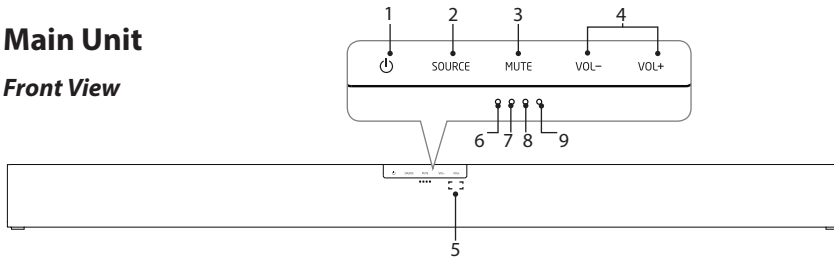 Main Unit
Front View
1 2 3 4
SOURCE MUTE VOL– VOL+
6 7 8 9
5